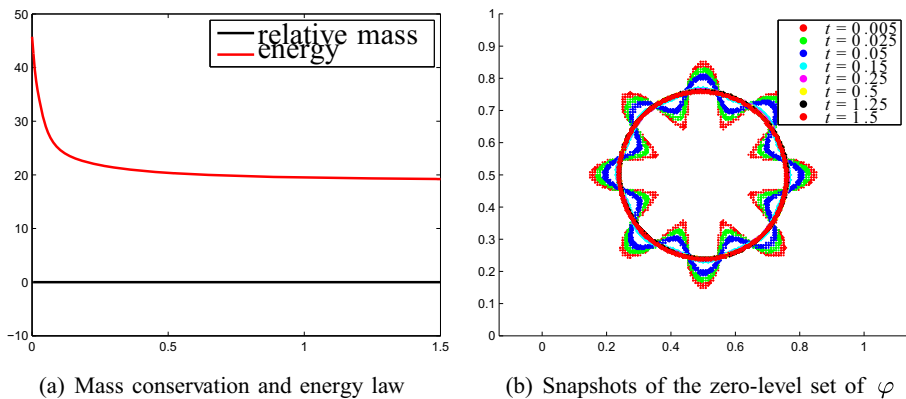 50
40
30
20
10
0
−10
0
0.5
1
1.5
relative mass
energy
(a) Mass conservation and energy law
1
0.9
0.8
0.7
0.6
0.5
0.4
0.3
0.2
0.1
0
0
0.2
0.4
0.6
0.8
1
t = 0.005
t = 0.025
t = 0.05
t = 0.15
t = 0.25
t = 0.5
t = 1.25
t = 1.5
(b) Snapshots of the zero-level set of φ